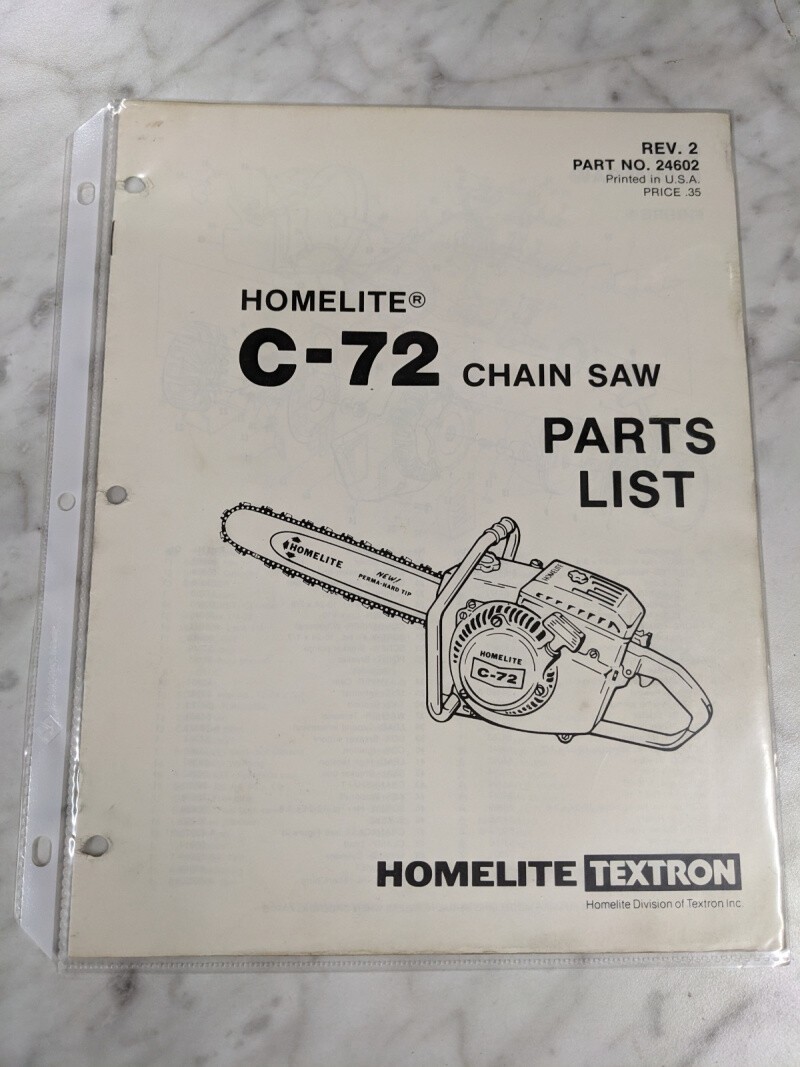 REV. 2
PART NO. 24602
Printed in U.S.A.
PRICE .35
HOMELITE®
C-72 CHAIN SAW
PARTS
LIST
HOMELITE
NEW!
PERMA-HARD TIP
HOMELITE
HOMELITE
C-72
HOMELITE TEXTRON
Homelite Division of Textron Inc.